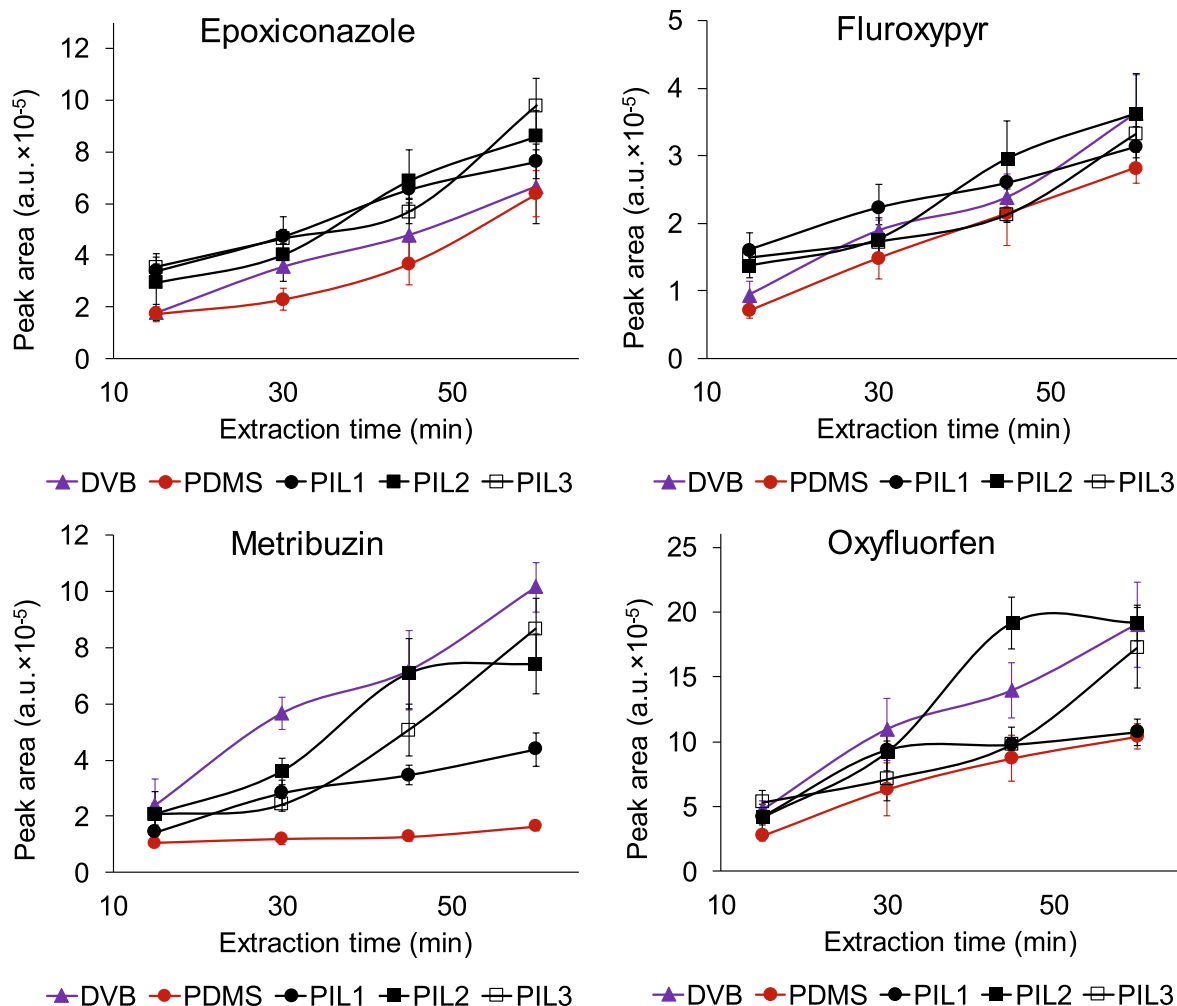 Epoxiconazole
Peak area (a.u.×10⁻⁵)
12
10
8
6
4
2
0
10 30 50
Extraction time (min)
DVB PDMS PIL1 PIL2 PIL3
Fluroxypyr
Peak area (a.u.×10⁻⁵)
5
4
3
2
1
0
10 30 50
Extraction time (min)
DVB PDMS PIL1 PIL2 PIL3
Metribuzin
Peak area (a.u.×10⁻⁵)
12
10
8
6
4
2
0
10 30 50
Extraction time (min)
DVB PDMS PIL1 PIL2 PIL3
Oxyfluorfen
Peak area (a.u.×10⁻⁵)
25
20
15
10
5
0
10 30 50
Extraction time (min)
DVB PDMS PIL1 PIL2 PIL3